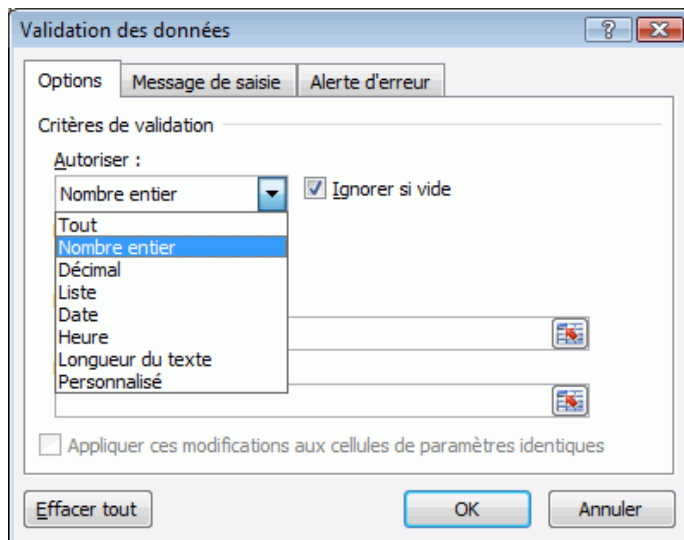 Validation des données
Options Message de saisie Alerte d'erreur
Critères de validation
Autoriser :
Nombre entier Ignorer si vide
Tout
Nombre entier
Décimal
Liste
Date
Heure
Longueur du texte
Personnalisé
Appliquer ces modifications aux cellules de paramètres identiques
Effacer tout OK Annuler